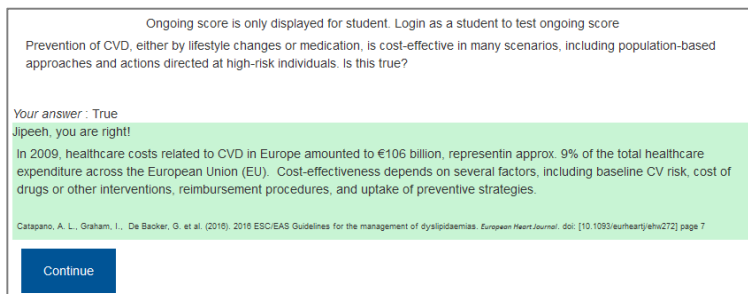 Ongoing score is only displayed for student. Login as a student to test ongoing score
Prevention of CVD, either by lifestyle changes or medication, is cost-effective in many scenarios, including population-based
approaches and actions directed at high-risk individuals. Is this true?
Your answer : True
Jipeeh, you are right!
In 2009, healthcare costs related to CVD in Europe amounted to €106 billion, representin approx. 9% of the total healthcare
expenditure across the European Union (EU). Cost-effectiveness depends on several factors, including baseline CV risk, cost of
drugs or other interventions, reimbursement procedures, and uptake of preventive strategies.
Catapano, A. L., Graham, I., De Backer, G. et al. (2016). 2016 ESC/EAS Guidelines for the management of dyslipidaemias. European Heart Journal. doi: [10.1093/eurheartj/ehw272] page 7
Continue